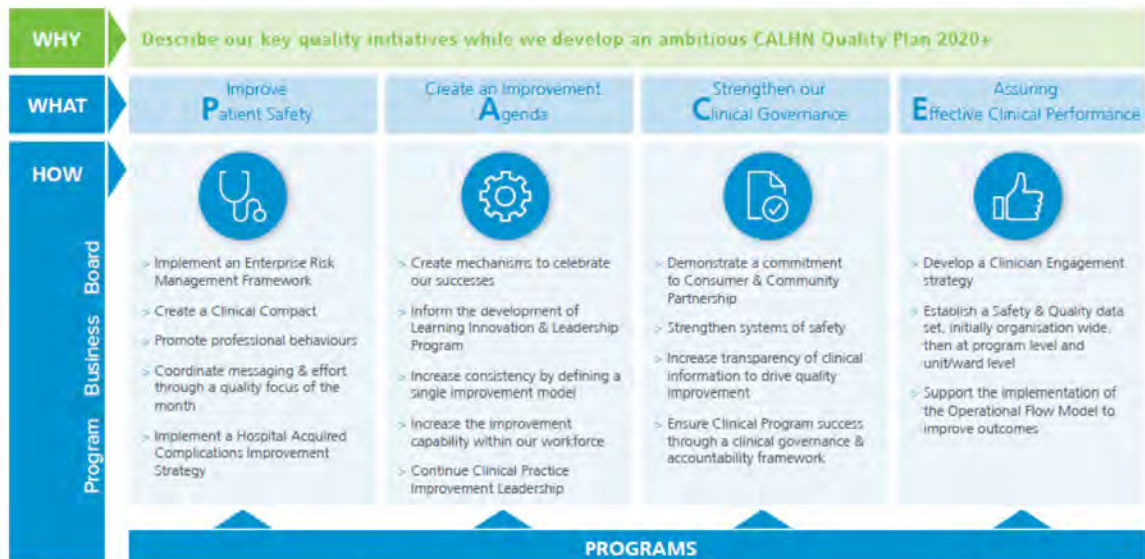 WHY
Describe our key quality initiatives while we develop an ambitious CALHN Quality Plan 2020+
WHAT
Improve
Patient Safety
Create an Improvement
Agenda
Strengthen our
Clinical Governance
Assuring
Effective Clinical Performance
HOW
Program Business Board
> Implement an Enterprise Risk
Management Framework
> Create a Clinical Compact
> Promote professional behaviours
> Coordinate messaging & effort
through a quality focus of the
month
> Implement a Hospital Acquired
Complications Improvement
Strategy
> Create mechanisms to celebrate
our successes
> Inform the development of
Learning Innovation & Leadership
Program
> Increase consistency by defining a
single improvement model
> Increase the improvement
capability within our workforce
> Continue Clinical Practice
Improvement Leadership
> Demonstrate a commitment
to Consumer & Community
Partnership
> Strengthen systems of safety
> Increase transparency of clinical
information to drive quality
improvement
> Ensure Clinical Program success
through a clinical governance &
accountability framework
> Develop a Clinician Engagement
strategy
> Establish a Safety & Quality data
set, initially organisation wide,
then at program level and
unit/ward level
> Support the implementation of
the Operational Flow Model to
improve outcomes
PROGRAMS